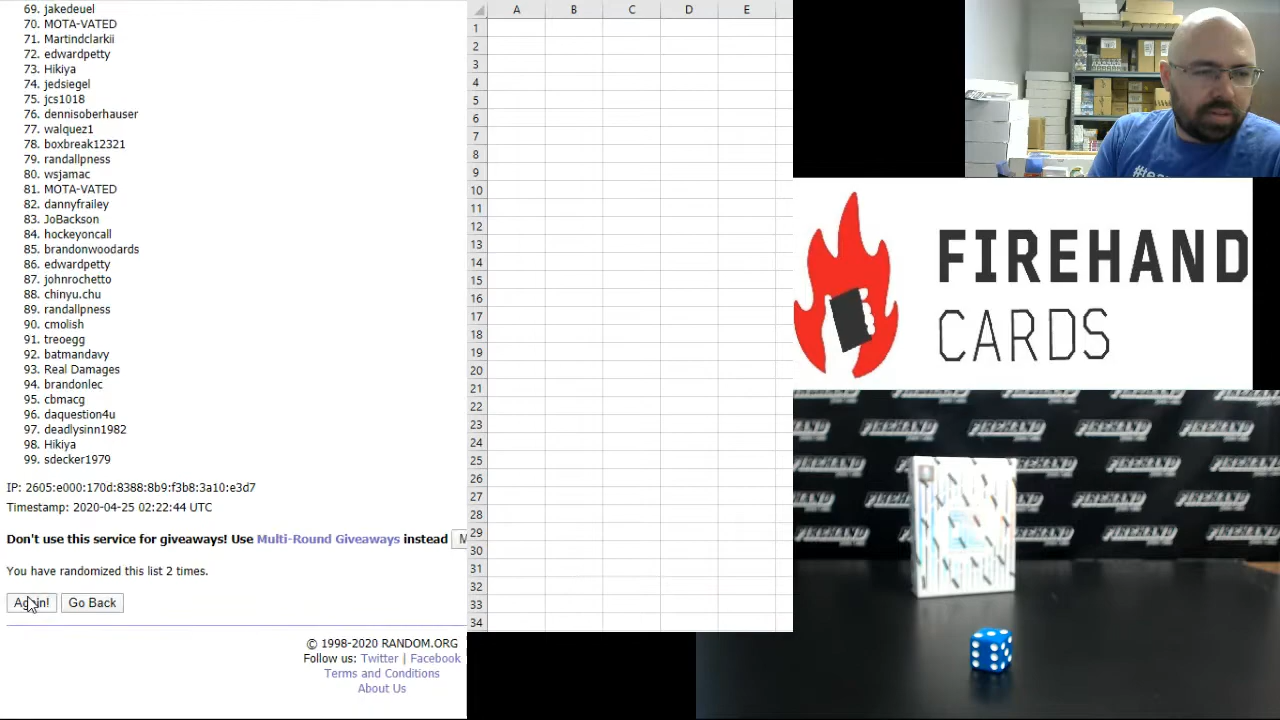 69. jakedeuel
70. MOTA-VATED
71. Martindclarkii
72. edwardpetty
73. Hikiya
74. jedsiegel
75. jcs1018
76. dennisoberhauser
77. walquez1
78. boxbreak12321
79. randallpness
80. wsjamac
81. MOTA-VATED
82. dannyfrailey
83. JoBackson
84. hockeyoncall
85. brandonwoodards
86. edwardpetty
87. johnrochetto
88. chinyu.chu
89. randallpness
90. cmolish
91. treoegg
92. batmandavy
93. Real Damages
94. brandonlec
95. cbmacg
96. daquestion4u
97. deadlysinn1982
98. Hikiya
99. sdecker1979
IP: 2605:e000:170d:8388:8b9:f3b8:3a10:e3d7
Timestamp: 2020-04-25 02:22:44 UTC
Don't use this service for giveaways! Use Multi-Round Giveaways instead M
You have randomized this list 2 times.
Again! Go Back
© 1998-2020 RANDOM.ORG
Follow us: Twitter | Facebook
Terms and Conditions
About Us
A B C D E
1
2
3
4
5
6
7
8
9
10
11
12
13
14
15
16
17
18
19
20
21
22
23
24
25
26
27
28
29
30
31
32
33
34
FIREHAND
CARDS
FIREHAND FIREHAND FIREHAND
FIREHAND FIREHAND
FIREHAND FIREHAND